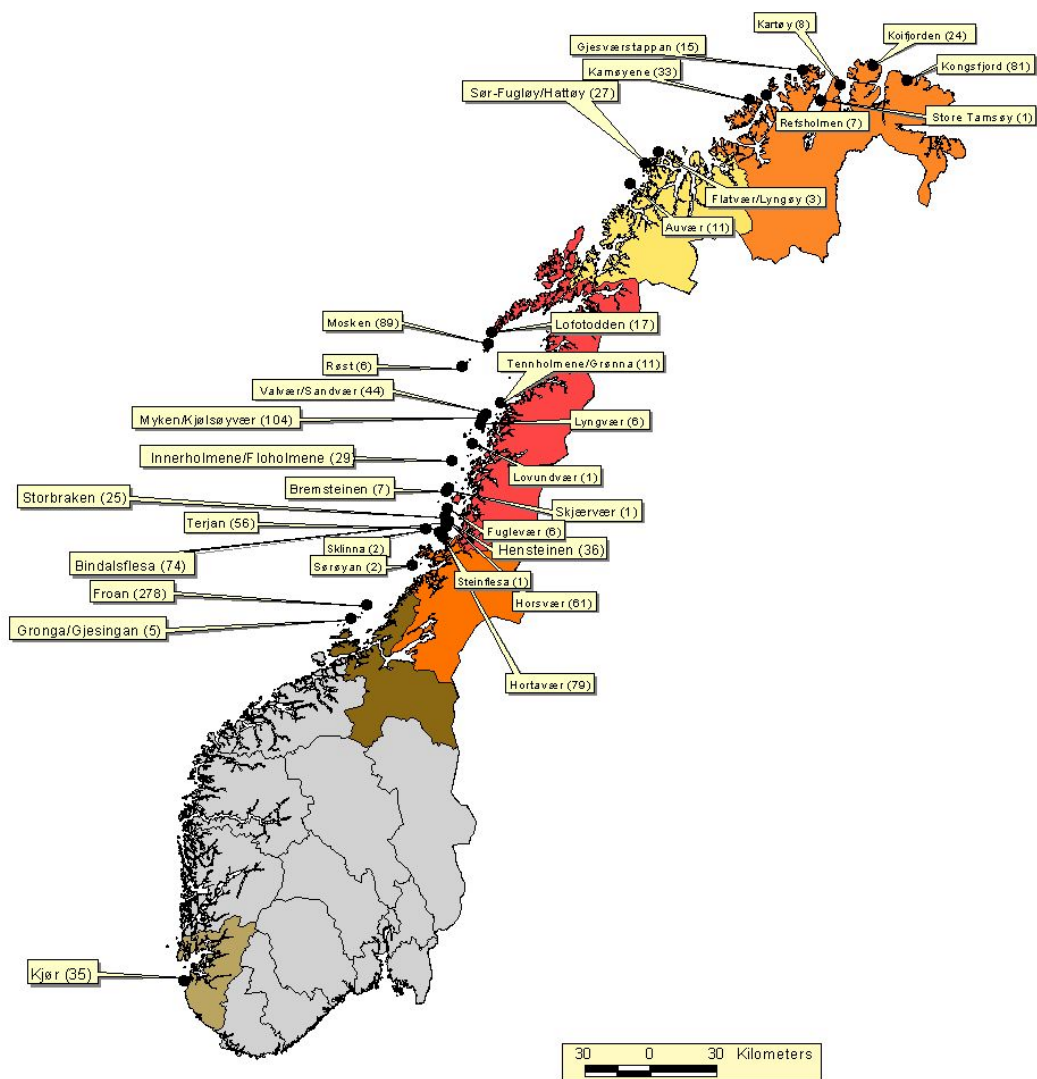 Kartøy (8)
Koifjorden (24)
Gjesværstappan (15)
Kongsfjord (81)
Kamøyene (33)
Sør-Fugløy/Hattøy (27)
Store Tamsøy (1)
Refsholmen (7)
Flatvær/Lyngøy (3)
Auvær (11)
Mosken (89)
Lofotodden (17)
Røst (6)
Tennholmene/Grønna (11)
Valvær/Sandvær (44)
Myken/Kjølsøyvær (104)
Lyngvær (6)
Innerholmene/Floholmene (29)
Lovundvær (1)
Bremsteinen (7)
Storbraken (25)
Skjærvær (1)
Terjan (56)
Fuglevær (6)
Sklinna (2)
Hensteinen (36)
Bindalsflesa (74)
Sørøyan (2)
Steinflesa (1)
Froan (278)
Horsvær (61)
Gronga/Gjesingan (5)
Hortavær (79)
Kjør (35)
30 0 30 Kilometers